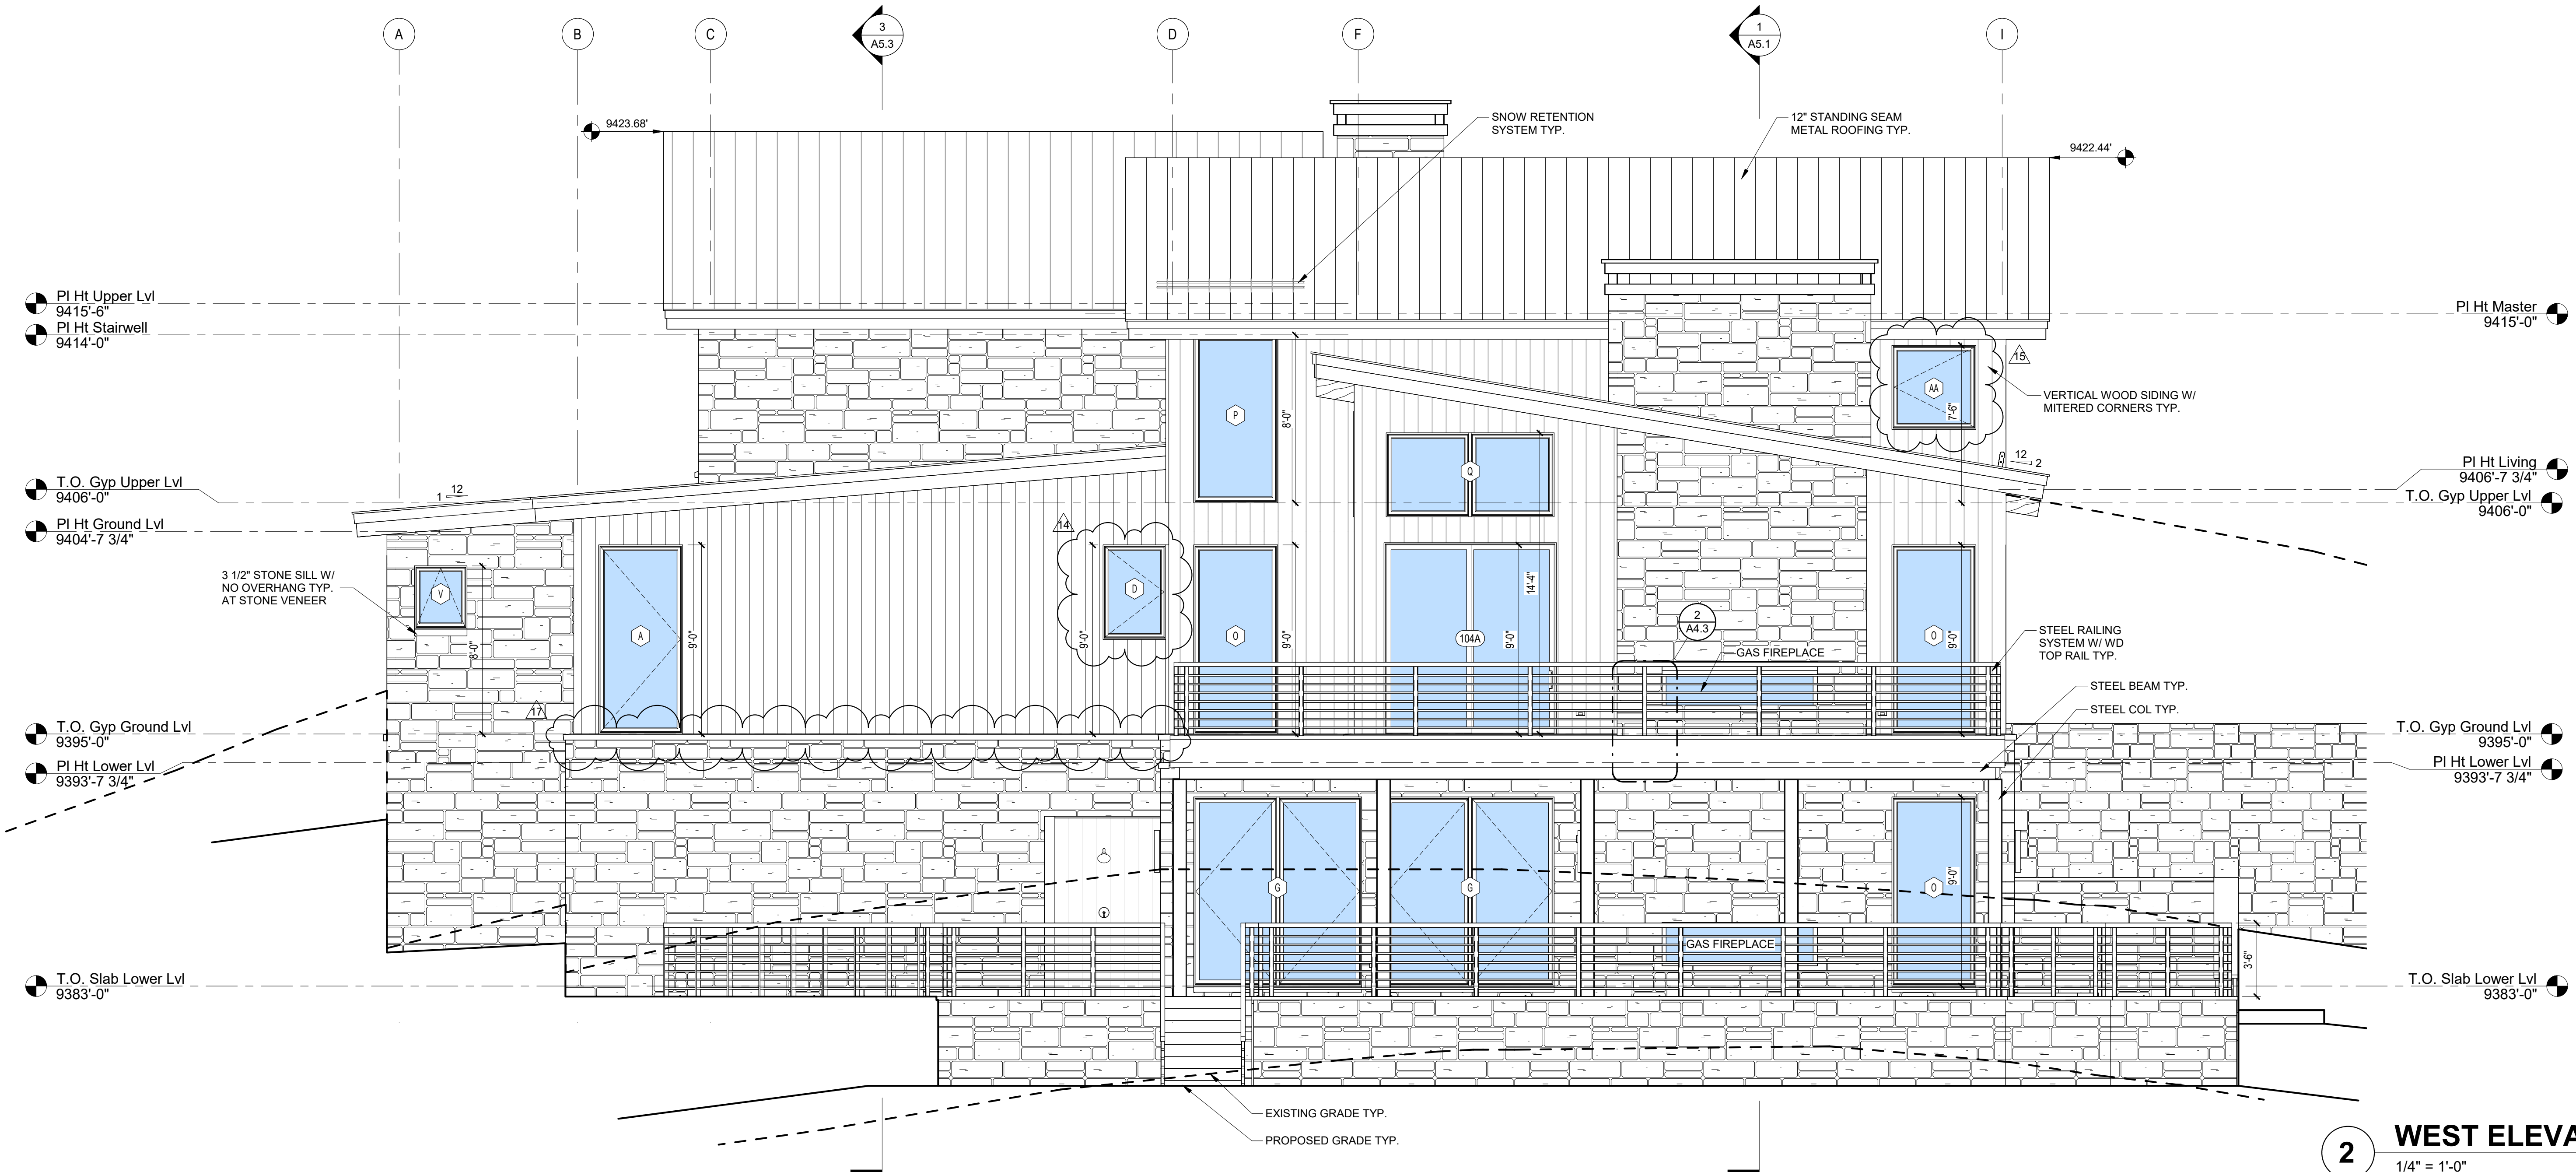 A
B
C
3
A5.3
D
F
1
A5.1
I
9423.68'
SNOW RETENTION
SYSTEM TYP.
12" STANDING SEAM
METAL ROOFING TYP.
9422.44'
Pl Ht Upper Lvl
9415'-6"
Pl Ht Stairwell
9414'-0"
Pl Ht Master
9415'-0"
15
AA
7'-6"
VERTICAL WOOD SIDING W/
MITERED CORNERS TYP.
P
8'-0"
Q
12
2
Pl Ht Living
9406'-7 3/4"
T.O. Gyp Upper Lvl
9406'-0"
T.O. Gyp Upper Lvl
9406'-0"
12
1
Pl Ht Ground Lvl
9404'-7 3/4"
14
3 1/2" STONE SILL W/
NO OVERHANG TYP.
AT STONE VENEER
V
8'-0"
A
9'-0"
D
9'-0"
O
9'-0"
104A
9'-0"
14'-4"
2
A4.3
GAS FIREPLACE
O
9'-0"
STEEL RAILING
SYSTEM W/ WD
TOP RAIL TYP.
STEEL BEAM TYP.
STEEL COL TYP.
17
T.O. Gyp Ground Lvl
9395'-0"
Pl Ht Lower Lvl
9393'-7 3/4"
T.O. Gyp Ground Lvl
9395'-0"
Pl Ht Lower Lvl
9393'-7 3/4"
G
G
O
9'-0"
GAS FIREPLACE
3'-6"
T.O. Slab Lower Lvl
9383'-0"
T.O. Slab Lower Lvl
9383'-0"
EXISTING GRADE TYP.
PROPOSED GRADE TYP.
2
WEST ELEVA
1/4" = 1'-0"